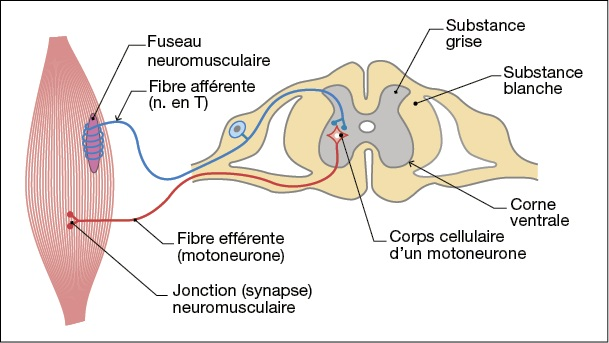 Fuseau
neuromusculaire
Fibre afférente
(n. en T)
Substance
grise
Substance
blanche
Corne
ventrale
Corps cellulaire
d'un motoneurone
Fibre efférente
(motoneurone)
Jonction (synapse)
neuromusculaire